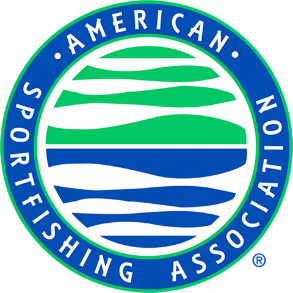 • AMERICAN •
SPORTFISHING ASSOCIATION
®